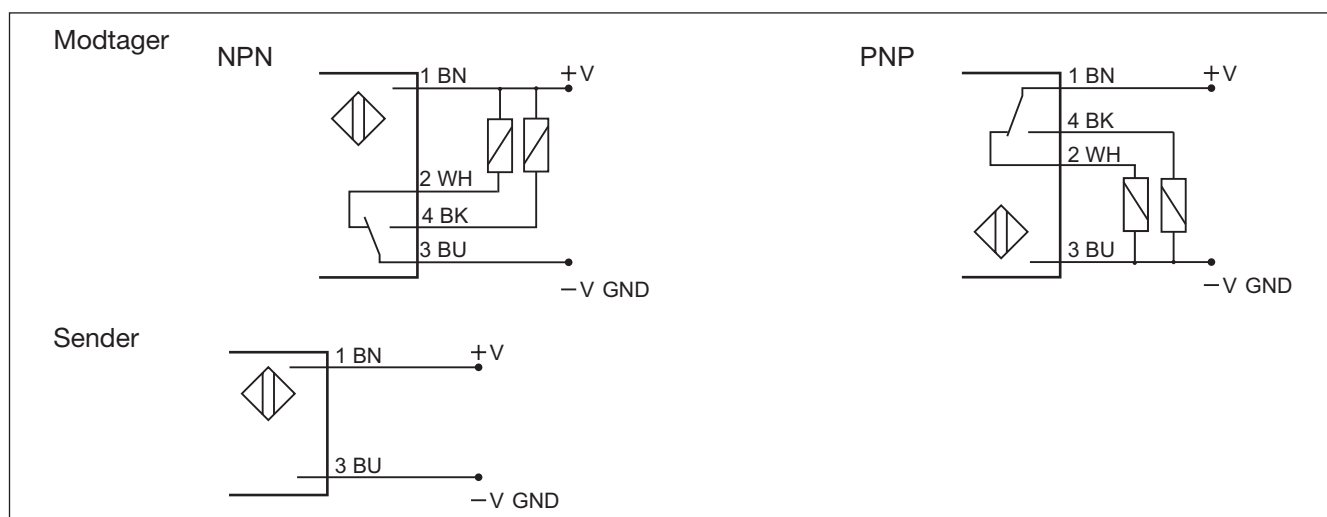 Modtager
NPN
1 BN
+V
2 WH
4 BK
3 BU
−V GND
PNP
1 BN
+V
4 BK
2 WH
3 BU
−V GND
Sender
1 BN
+V
3 BU
−V GND